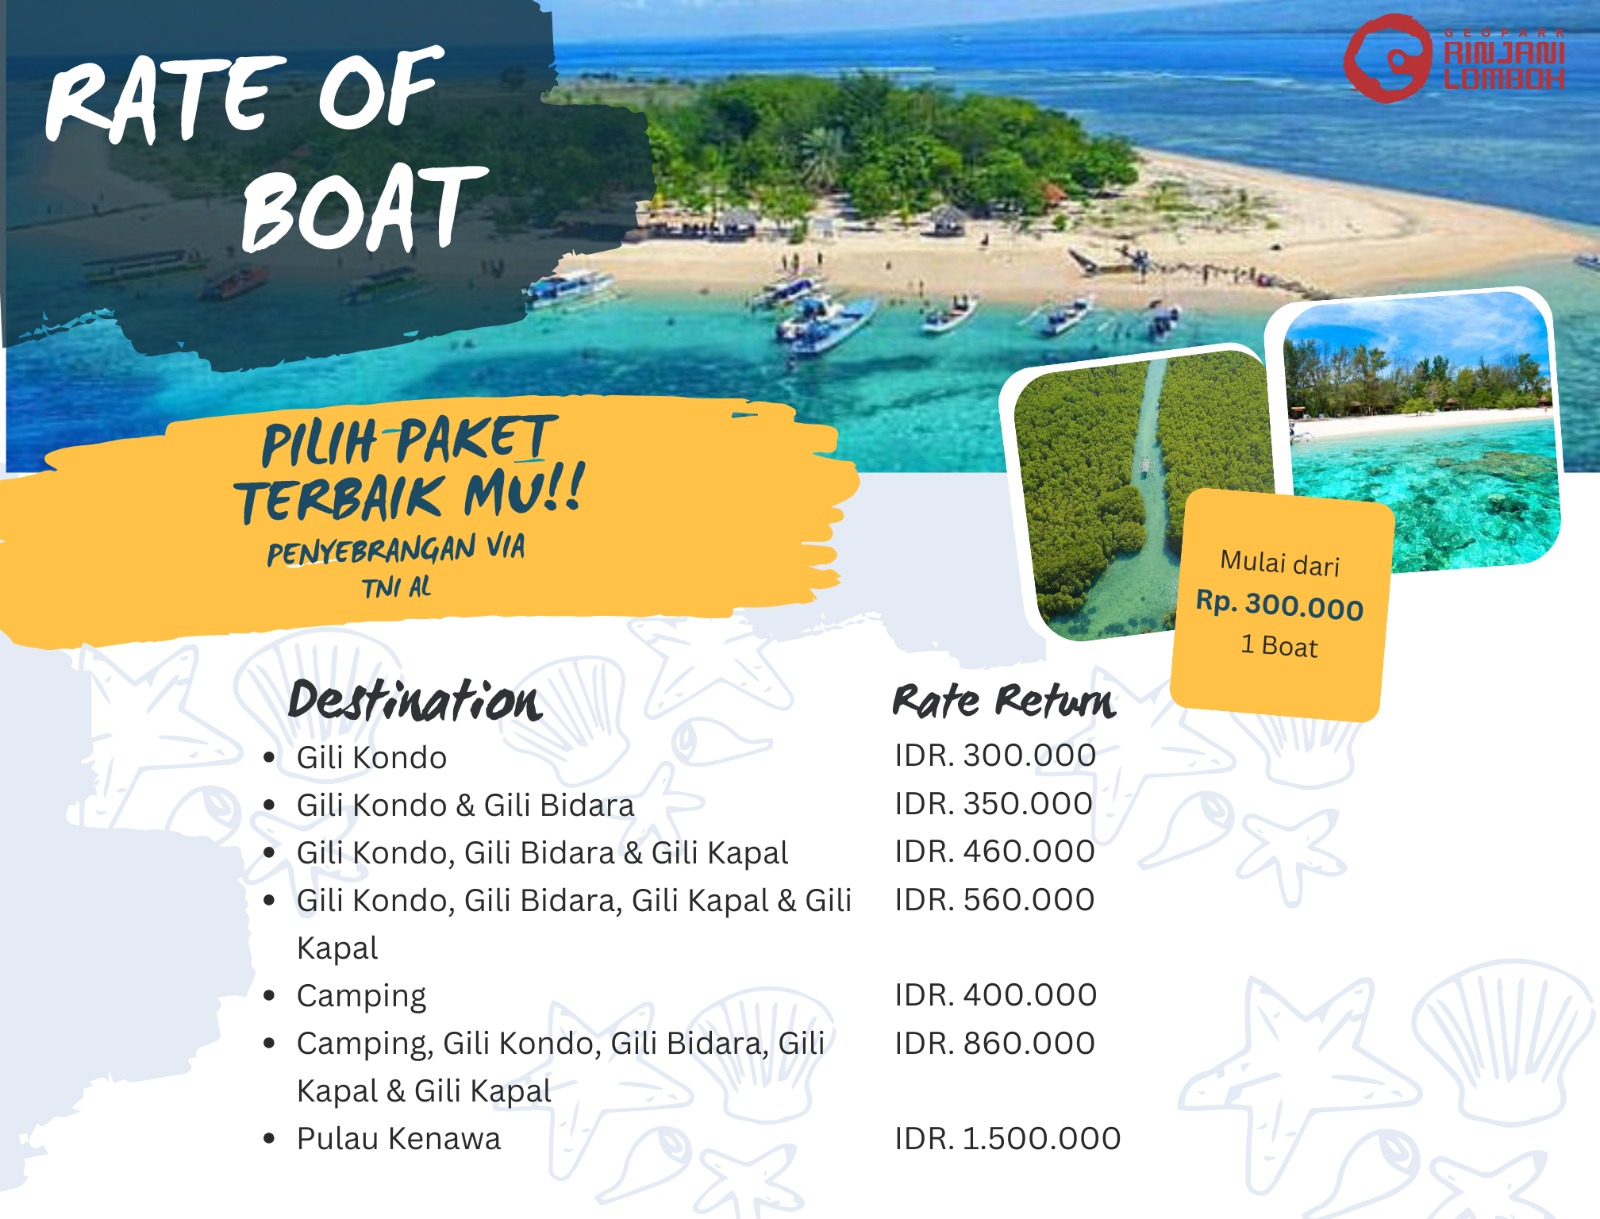 RATE OF
BOAT
GEOPARK
RINJANI
LOMBOK
PILIH PAKET
TERBAIK MU!!
PENYEBRANGAN VIA
TNI AL
Mulai dari
Rp. 300.000
1 Boat
Destination Rate Return
• Gili Kondo IDR. 300.000
• Gili Kondo & Gili Bidara IDR. 350.000
• Gili Kondo, Gili Bidara & Gili Kapal IDR. 460.000
• Gili Kondo, Gili Bidara, Gili Kapal & Gili IDR. 560.000
Kapal
• Camping IDR. 400.000
• Camping, Gili Kondo, Gili Bidara, Gili IDR. 860.000
Kapal & Gili Kapal
• Pulau Kenawa IDR. 1.500.000